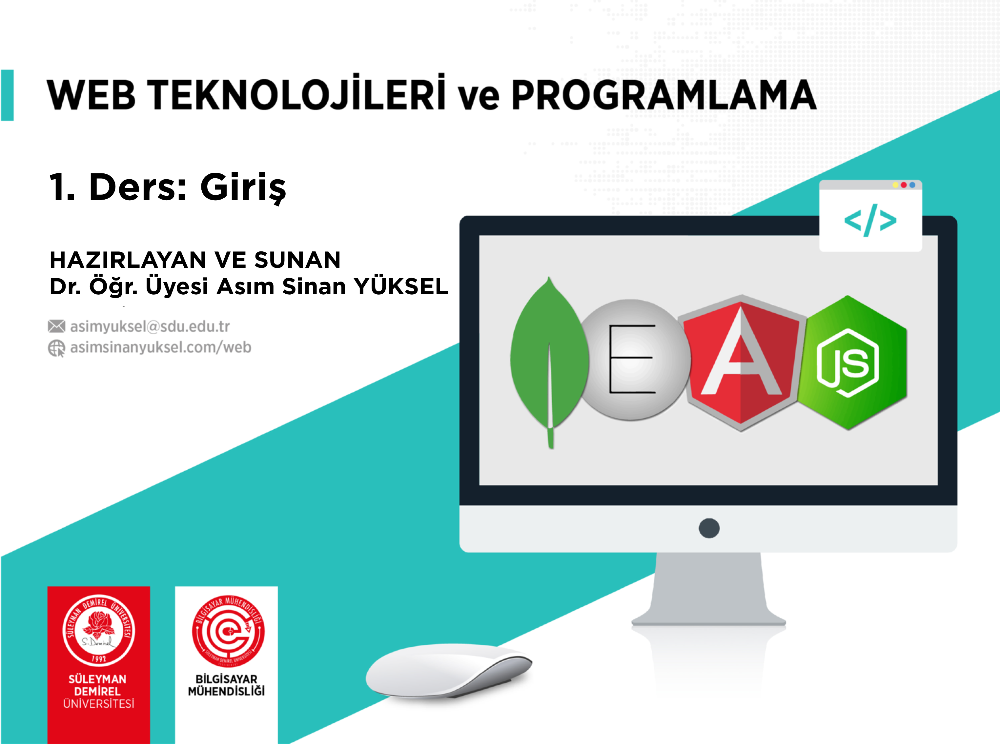 WEB TEKNOLOJİLERİ ve PROGRAMLAMA
1. Ders: Giriş
HAZIRLAYAN VE SUNAN
Dr. Öğr. Üyesi Asım Sinan YÜKSEL
asimyuksel@sdu.edu.tr
asimsinanyuksel.com/web
</>
E
A
JS
SÜLEYMAN DEMİREL ÜNİVERSİTESİ
S. Demirel
1992
SÜLEYMAN
DEMİREL
ÜNİVERSİTESİ
BİLGİSAYAR MÜHENDİSLİĞİ
SÜLEYMAN DEMİREL ÜNİVERSİTESİ
BİLGİSAYAR
MÜHENDİSLİĞİ